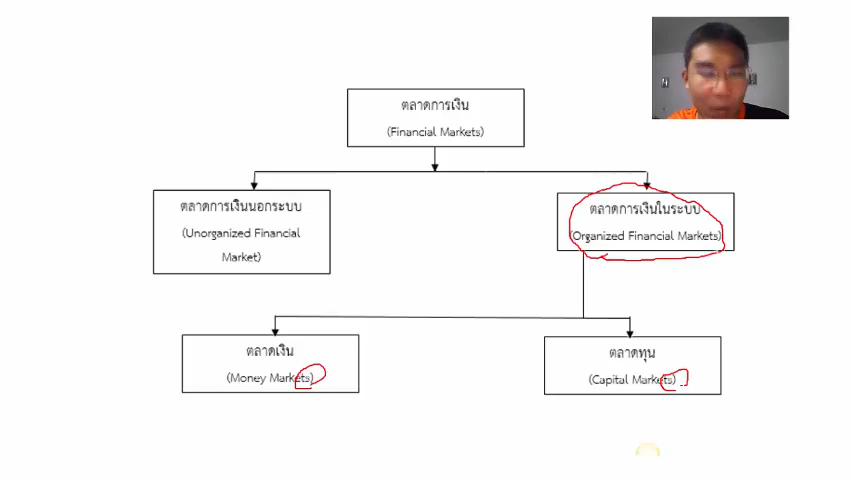 ตลาดการเงิน
(Financial Markets)
ตลาดการเงินนอกระบบ
(Unorganized Financial
Market)
ตลาดการเงินในระบบ
(Organized Financial Markets)
ตลาดเงิน
(Money Markets)
ตลาดทุน
(Capital Markets)